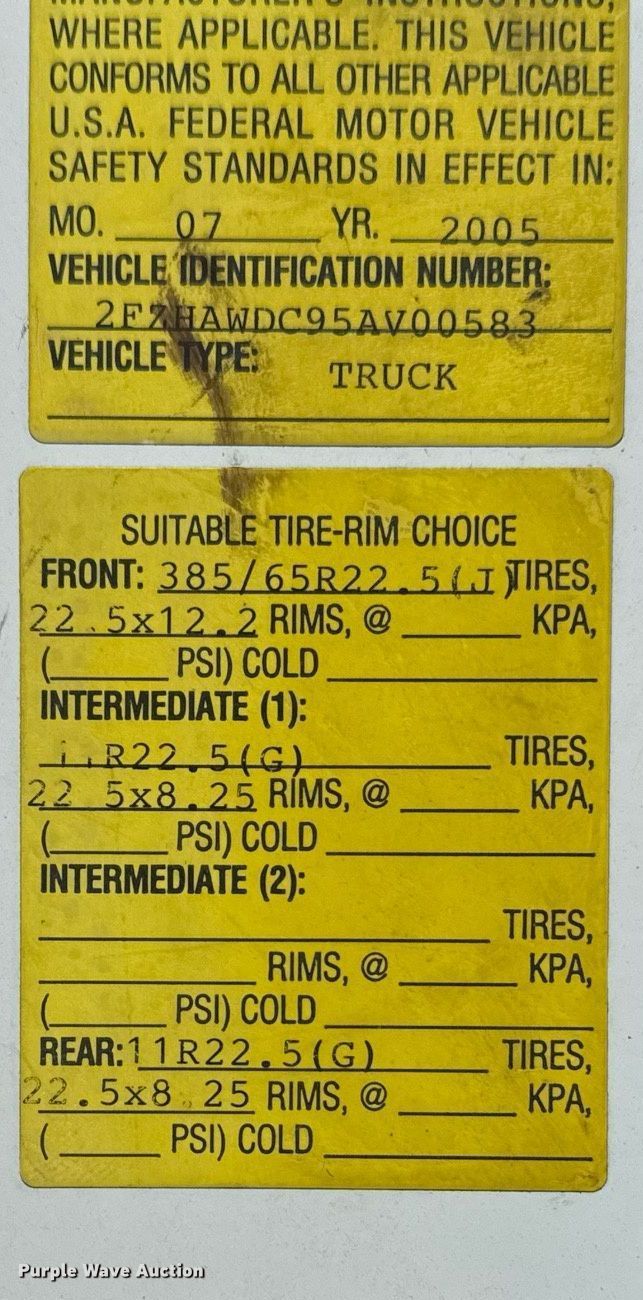 MANUFACTURER'S INSTRUCTIONS,
WHERE APPLICABLE. THIS VEHICLE
CONFORMS TO ALL OTHER APPLICABLE
U.S.A. FEDERAL MOTOR VEHICLE
SAFETY STANDARDS IN EFFECT IN:
MO. 07 YR. 2005
VEHICLE IDENTIFICATION NUMBER:
2FZHAWDC95AV00583
VEHICLE TYPE:
TRUCK
SUITABLE TIRE-RIM CHOICE
FRONT: 385/65R22.5(J) TIRES,
22.5x12.2 RIMS, @ KPA,
( PSI) COLD
INTERMEDIATE (1):
11R22.5(G) TIRES,
22.5x8.25 RIMS, @ KPA,
( PSI) COLD
INTERMEDIATE (2):
TIRES,
RIMS, @ KPA,
( PSI) COLD
REAR: 11R22.5(G) TIRES,
22.5x8.25 RIMS, @ KPA,
( PSI) COLD
Purple Wave Auction